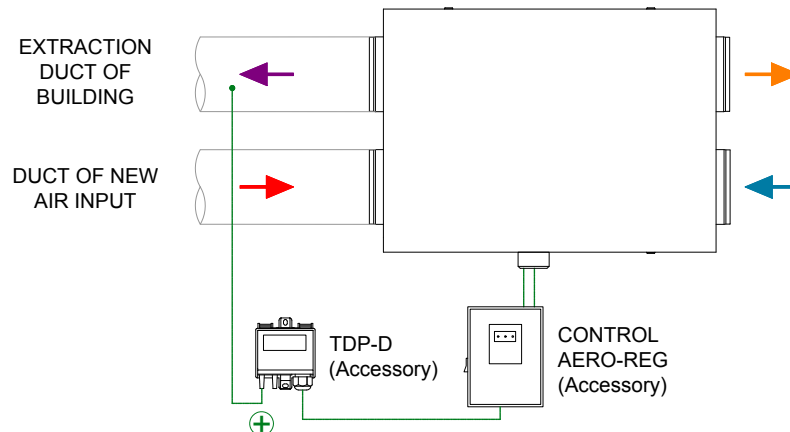 EXTRACTION
DUCT OF
BUILDING
DUCT OF NEW
AIR INPUT
TDP-D
(Accessory)
CONTROL
AERO-REG
(Accessory)